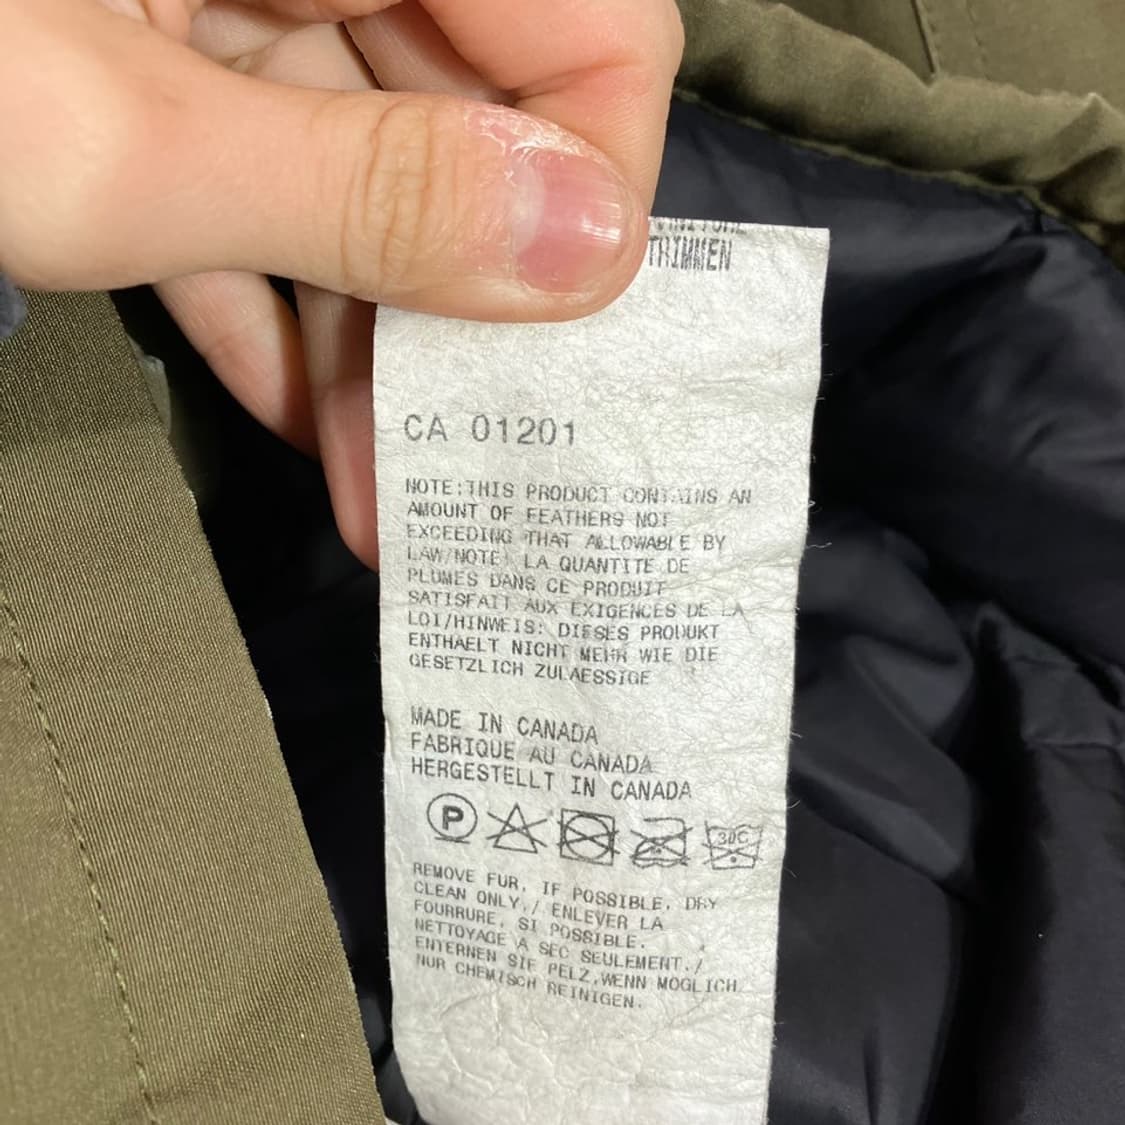 TRIMMEN
CA 01201
NOTE:THIS PRODUCT CONTAINS AN
AMOUNT OF FEATHERS NOT
EXCEEDING THAT ALLOWABLE BY
LAW/NOTE: LA QUANTITE DE
PLUMES DANS CE PRODUIT
SATISFAIT AUX EXIGENCES DE LA
LOI/HINWEIS: DIESES PRODUKT
ENTHAELT NICHT MEHR WIE DIE
GESETZLICH ZULAESSIGE
MADE IN CANADA
FABRIQUE AU CANADA
HERGESTELLT IN CANADA
P 30C
REMOVE FUR, IF POSSIBLE. DRY
CLEAN ONLY./ ENLEVER LA
FOURRURE, SI POSSIBLE.
NETTOYAGE A SEC SEULEMENT./
ENTERNEN SIE PELZ,WENN MOGLICH
NUR CHEMISCH REINIGEN.